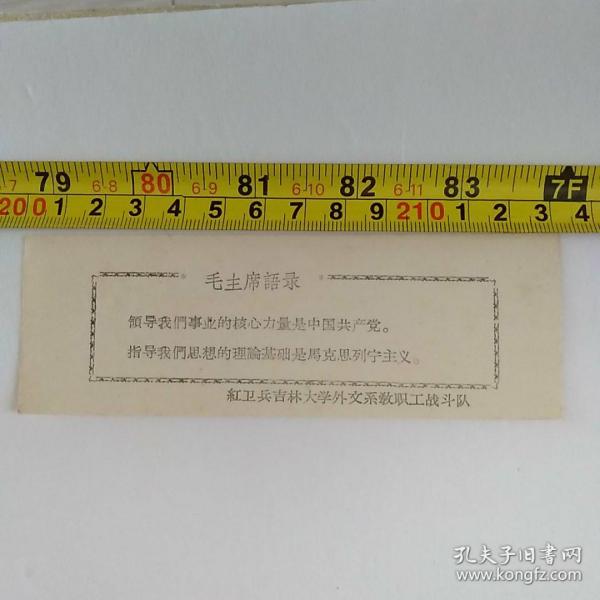 6-7 79 6-8 80 6-9 81 6-10 82 6-11 83 7F
200 1 2 3 4 5 6 7 8 9 210 1 2 3 4
毛主席語录
領导我們事业的核心力量是中国共产党。
指导我們思想的理論基础是馬克思列宁主义。
紅卫兵吉林大学外文系敎职工战斗队
孔夫子旧书网
www.kongfz.com